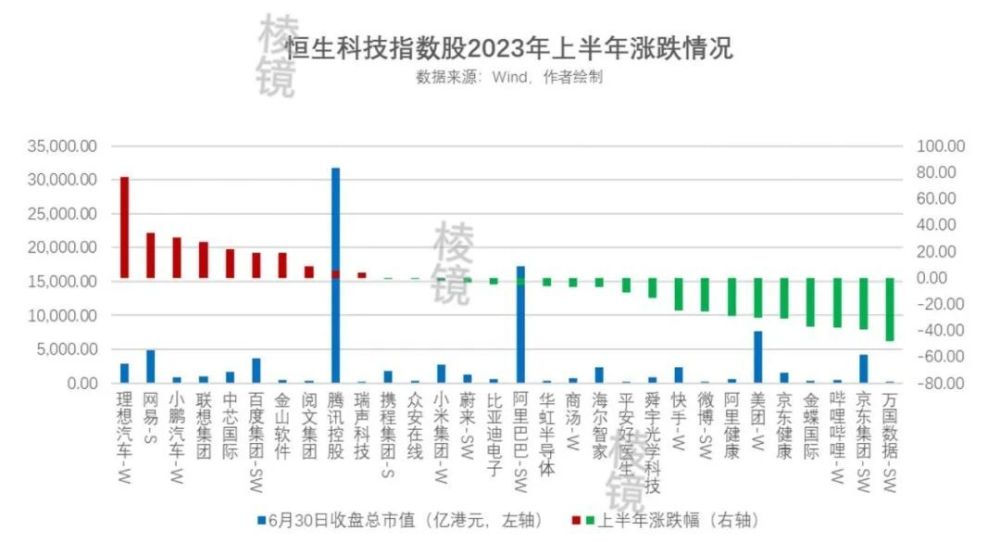 恒生科技指数股2023年上半年涨跌情况
数据来源：Wind，作者绘制
棱镜
35,000.00
30,000.00
25,000.00
20,000.00
15,000.00
10,000.00
5,000.00
0.00
100.00
80.00
60.00
40.00
20.00
0.00
-20.00
-40.00
-60.00
-80.00
棱镜
理想汽车-W
网易-S
小鹏汽车-W
联想集团
中芯国际
百度集团-SW
金山软件
阅文集团
腾讯控股
瑞声科技
携程集团-S
众安在线
小米集团-W
蔚来-SW
比亚迪电子
阿里巴巴-SW
华虹半导体
商汤-W
海尔智家
平安好医生
舜宇光学科技
快手-W
微博-SW
阿里健康
美团-W
京东健康
金蝶国际
哔哩哔哩-W
京东集团-SW
万国数据-SW
棱镜
6月30日收盘总市值（亿港元，左轴）
上半年涨跌幅（右轴）